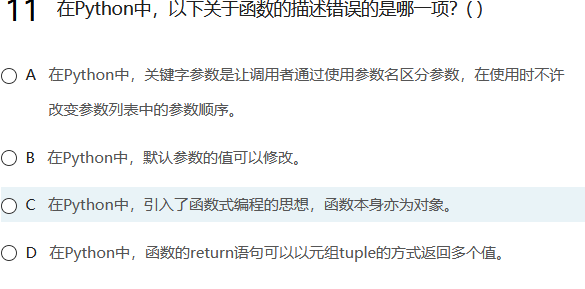 11 在Python中，以下关于函数的描述错误的是哪一项？( )
A 在Python中，关键字参数是让调用者通过使用参数名区分参数，在使用时不许
改变参数列表中的参数顺序。
B 在Python中，默认参数的值可以修改。
C 在Python中，引入了函数式编程的思想，函数本身亦为对象。
D 在Python中，函数的return语句可以以元组tuple的方式返回多个值。